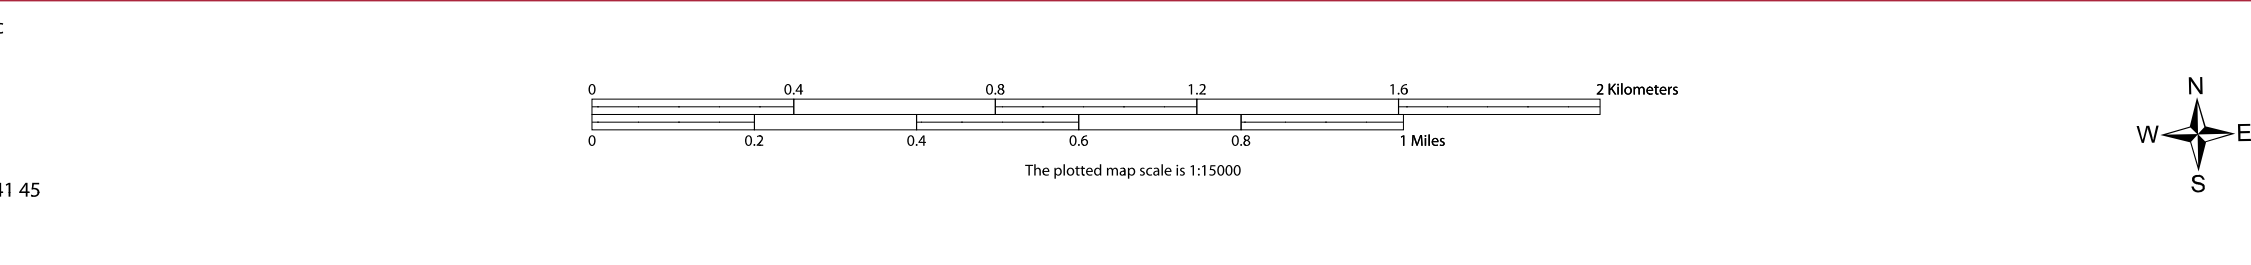 0 0.4 0.8 1.2 1.6 2 Kilometers
0 0.2 0.4 0.6 0.8 1 Miles
The plotted map scale is 1:15000
N
W E
S
41 45